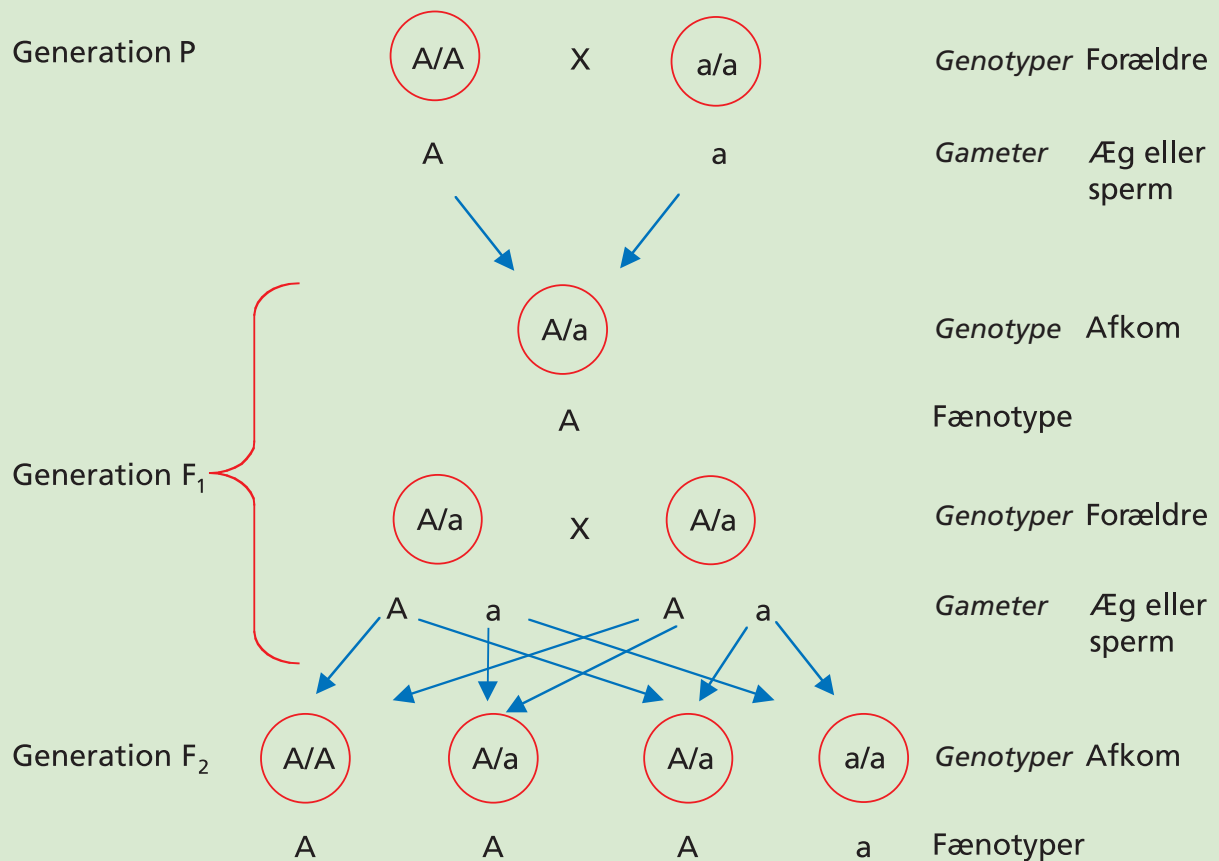 Generation P A/A X a/a Genotyper Forældre
A a Gameter Æg eller
sperm
A/a Genotype Afkom
A Fænotype
Generation F1
A/a X A/a Genotyper Forældre
A a A a Gameter Æg eller
sperm
Generation F2 A/A A/a A/a a/a Genotyper Afkom
A A A a Fænotyper